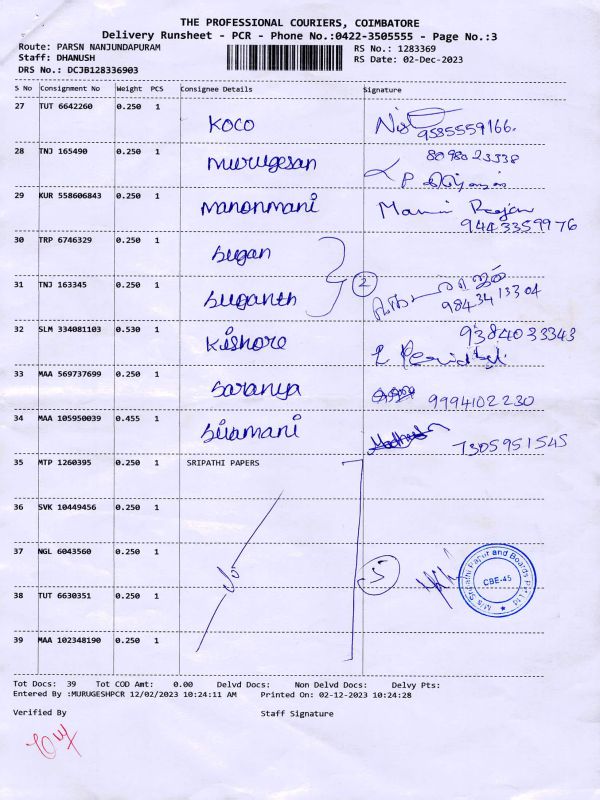 THE PROFESSIONAL COURIERS, COIMBATORE
Delivery Runsheet - PCR - Phone No.:0422-3505555 - Page No.:3
Route: PARSN NANJUNDAPURAM
RS No.: 1283369
Staff: DHANUSH
RS Date: 02-Dec-2023
DRS No.: DCJB128336903
S No Consignment No Weight PCS Consignee Details Signature
27 TUT 6642260 0.250 1 Koco 9585559166.
28 TNJ 165490 0.250 1 Murugesan 8098023338
29 KUR 558606843 0.250 1 Manonmani
9443359976
30 TRP 6746329 0.250 1 Sugan
31 TNJ 163345 0.250 1 Suganth 2
9843413304
32 SLM 334081103 0.530 1 Kishore 9384033343
33 MAA 569737699 0.250 1 Saranya 9994102230
34 MAA 105950039 0.455 1 Sivamani 7305951545
35 MTP 1260395 0.250 1 SRIPATHI PAPERS
36 SVK 10449456 0.250 1
37 NGL 6043560 0.250 1 5
M/s Sripathi Paper and Boards Pvt Ltd
CBE-45
38 TUT 6630351 0.250 1
39 MAA 102348190 0.250 1
Tot Docs: 39 Tot COD Amt: 0.00 Delvd Docs: Non Delvd Docs: Delvy Pts:
Entered By :MURUGESHPCR 12/02/2023 10:24:11 AM Printed On: 02-12-2023 10:24:28
Verified By Staff Signature